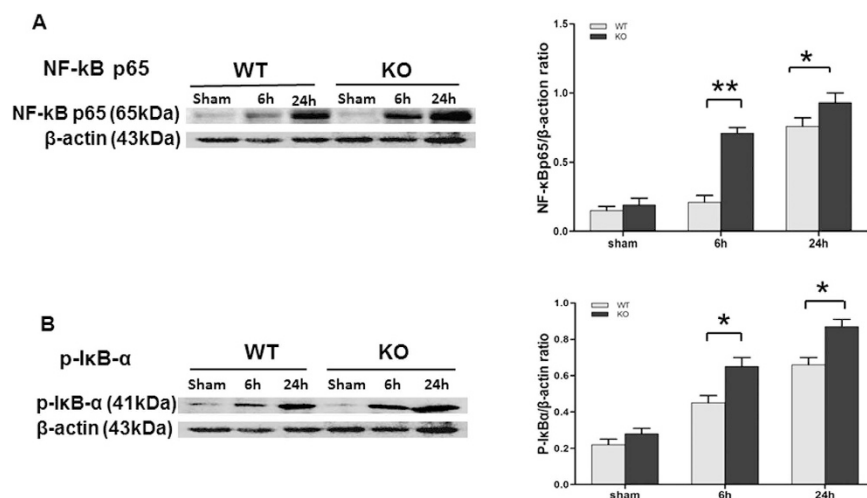 A
NF-kB p65
WT KO
Sham 6h 24h Sham 6h 24h
NF-kB p65 (65kDa)
β-actin (43kDa)
WT
KO
**
*
NF-κBp65/β-action ratio
1.5
1.0
0.5
0.0
sham 6h 24h
B
p-IκB-α
WT KO
Sham 6h 24h Sham 6h 24h
p-IκB-α (41kDa)
β-actin (43kDa)
WT
KO
*
*
P-IκBα/β-actin ratio
1.0
0.8
0.6
0.4
0.2
0.0
sham 6h 24h